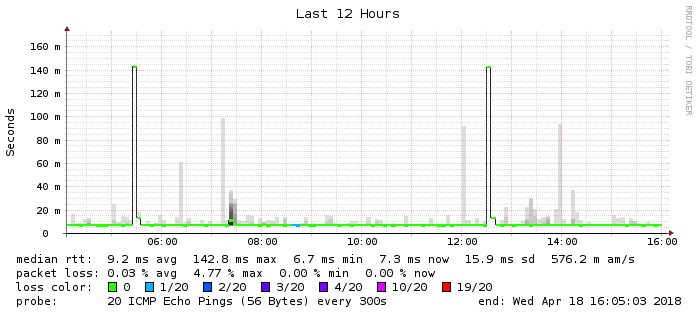 Last 12 Hours
RRDTOOL / TOBI OETIKER
Seconds
160 m
140 m
120 m
100 m
80 m
60 m
40 m
20 m
0
06:00 08:00 10:00 12:00 14:00 16:00
median rtt: 9.2 ms avg 142.8 ms max 6.7 ms min 7.3 ms now 15.9 ms sd 576.2 m am/s
packet loss: 0.03 % avg 4.77 % max 0.00 % min 0.00 % now
loss color: 0 1/20 2/20 3/20 4/20 10/20 19/20
probe: 20 ICMP Echo Pings (56 Bytes) every 300s end: Wed Apr 18 16:05:03 2018